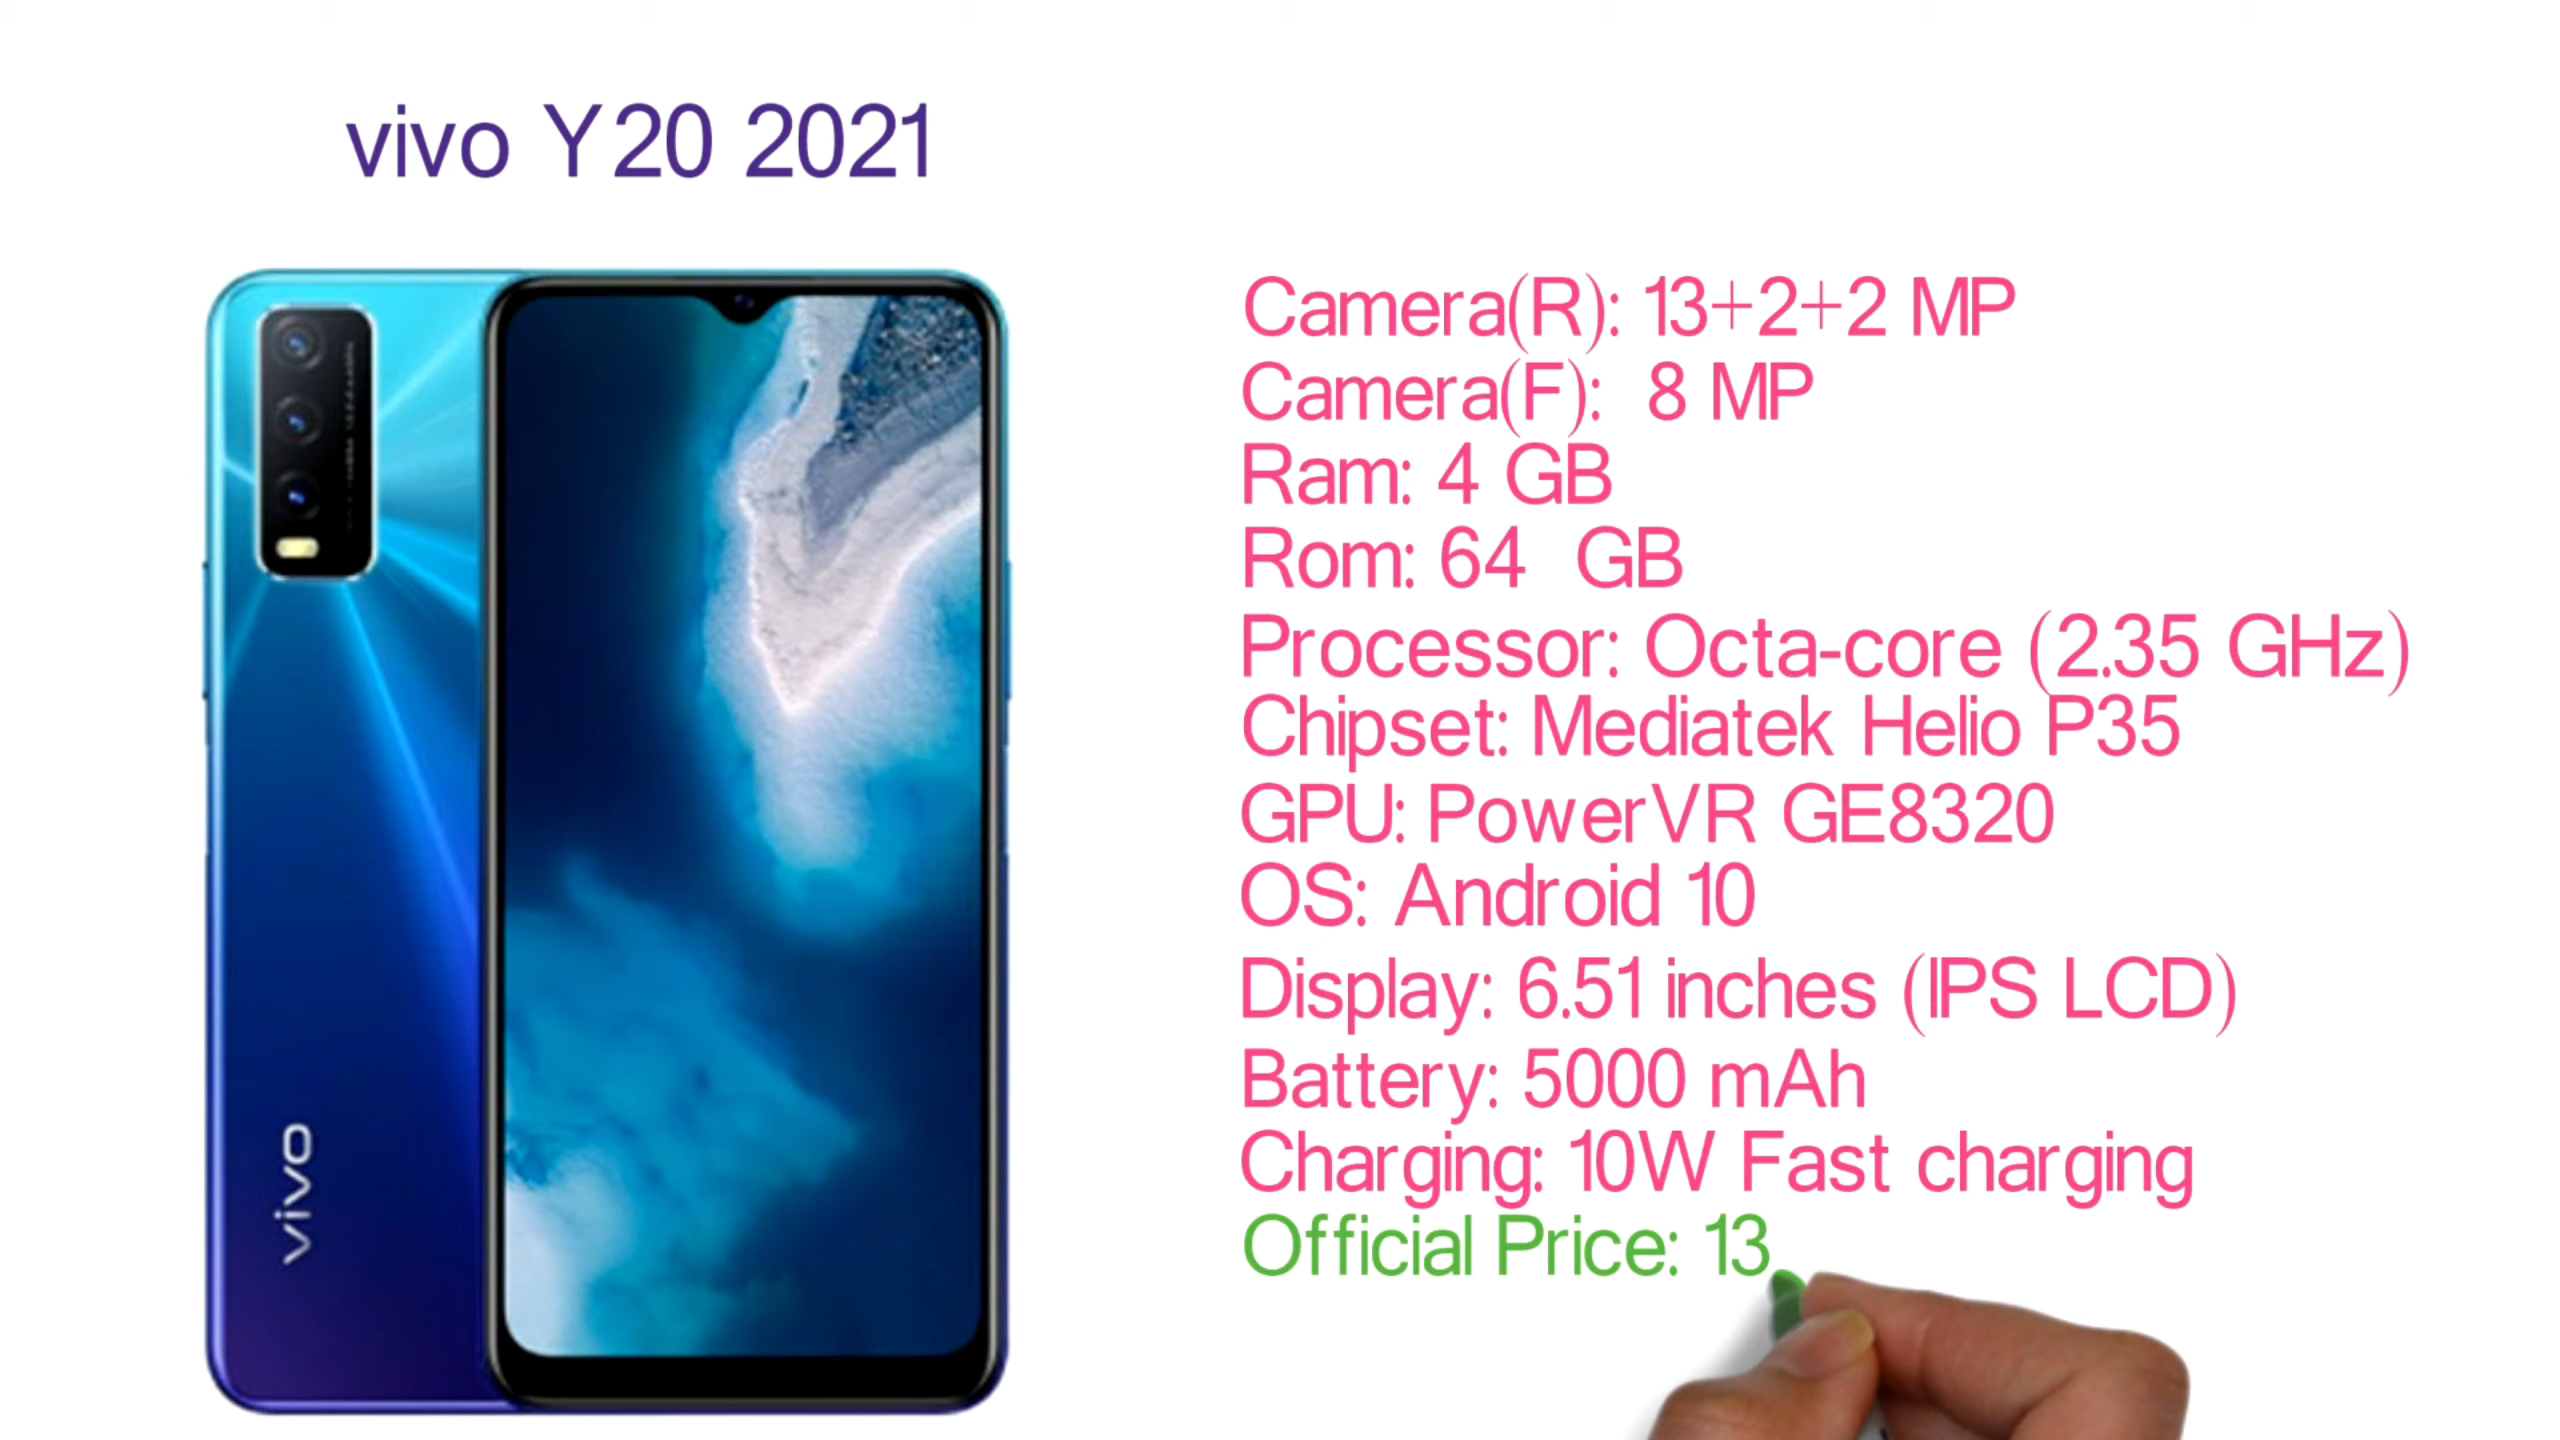 vivo Y20 2021
Camera(R): 13+2+2 MP
Camera(F): 8 MP
Ram: 4 GB
Rom: 64 GB
Processor: Octa-core (2.35 GHz)
Chipset: Mediatek Helio P35
GPU: PowerVR GE8320
OS: Android 10
Display: 6.51 inches (IPS LCD)
Battery: 5000 mAh
Charging: 10W Fast charging
Official Price: 13
vivo